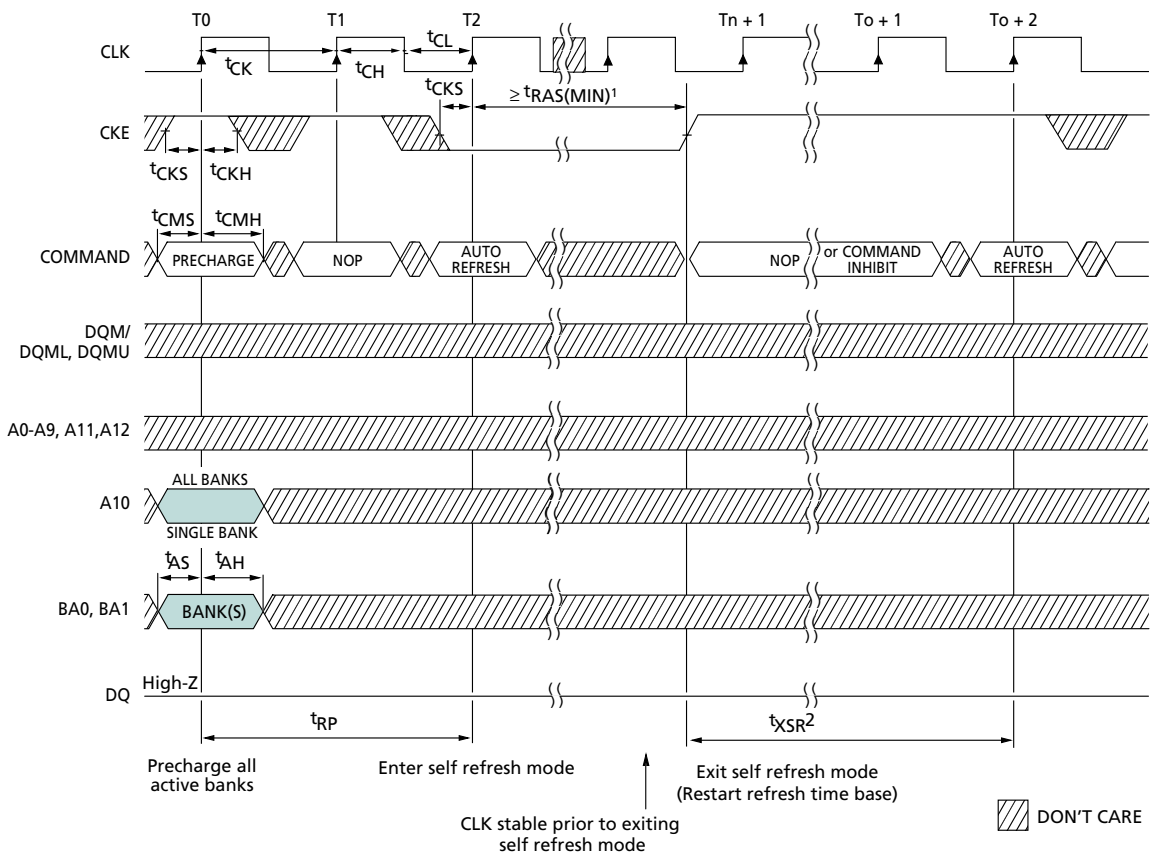 T0 T1 T2 Tn + 1 To + 1 To + 2
CLK
tCK tCH tCL
tCKS ≥ tRAS(MIN)1
CKE
tCKS tCKH
tCMS tCMH
COMMAND PRECHARGE NOP AUTO REFRESH NOP or COMMAND INHIBIT AUTO REFRESH
DQM/
DQML, DQMU
A0-A9, A11,A12
ALL BANKS
A10
SINGLE BANK
tAS tAH
BA0, BA1 BANK(S)
High-Z
DQ
tRP tXSR2
Precharge all
active banks
Enter self refresh mode
Exit self refresh mode
(Restart refresh time base)
CLK stable prior to exiting
self refresh mode
DON'T CARE